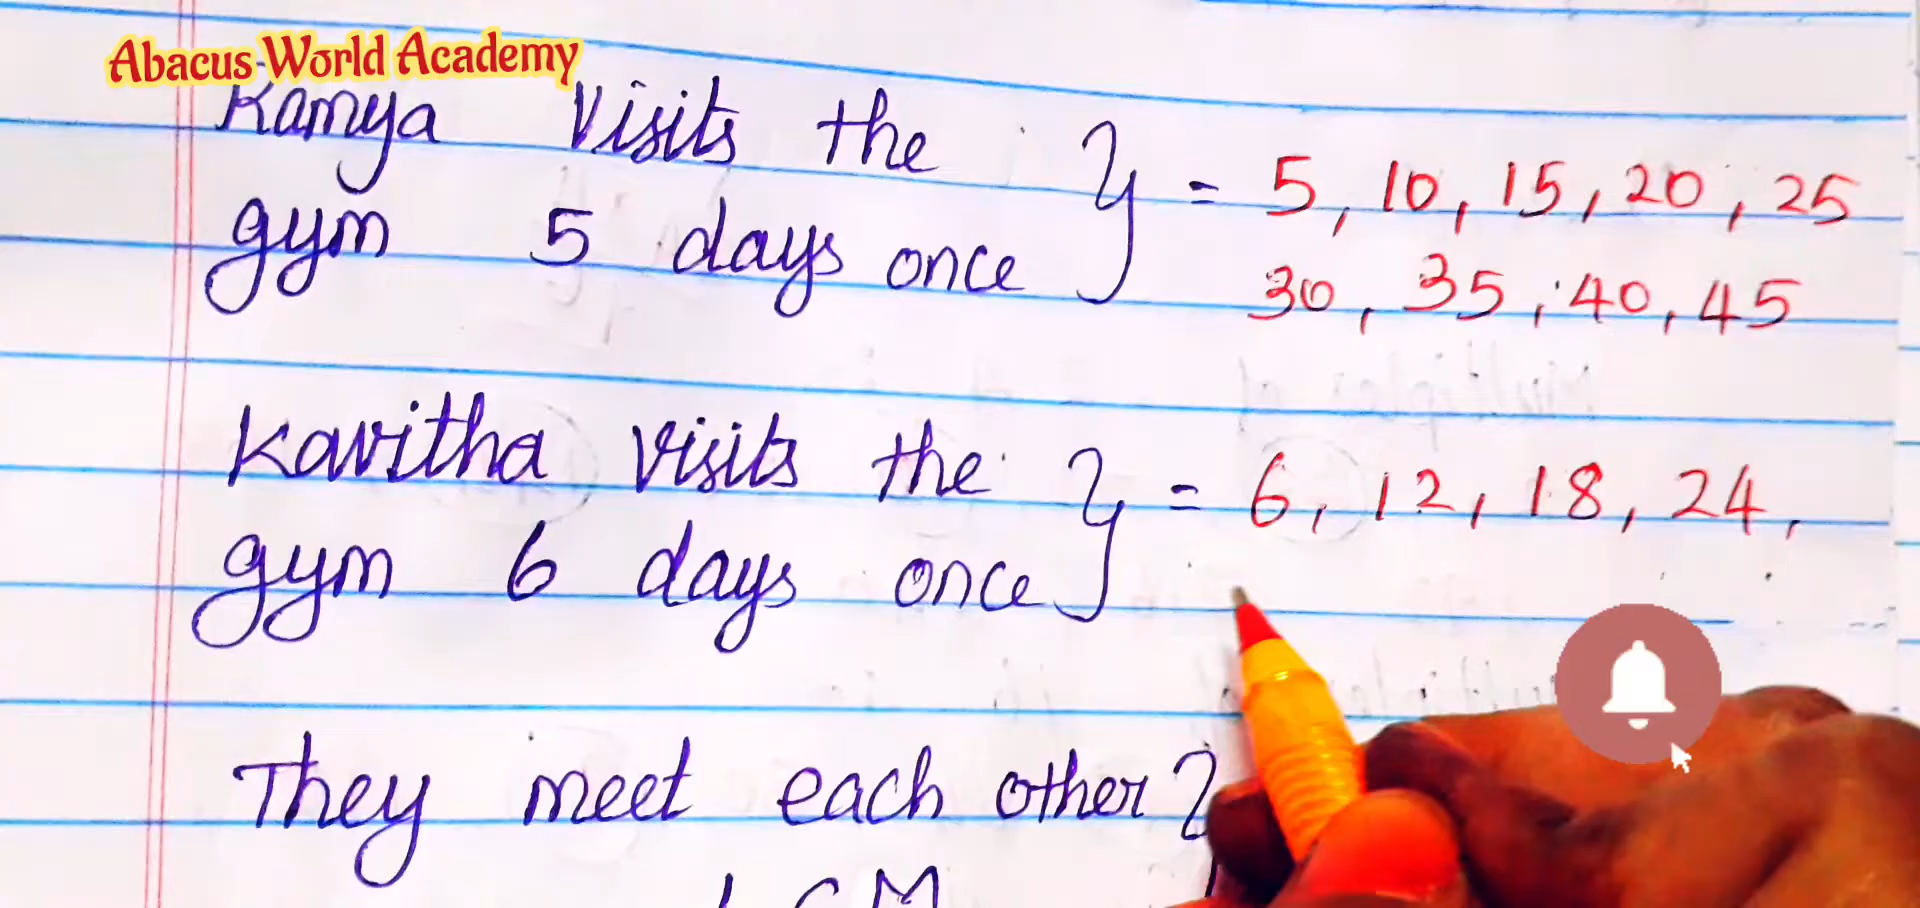 Abacus World Academy
Kamya visits the } = 5, 10, 15, 20, 25
gym 5 days once 30, 35, 40, 45
Kavitha visits the } = 6, 12, 18, 24,
gym 6 days once
They meet each other
LCM